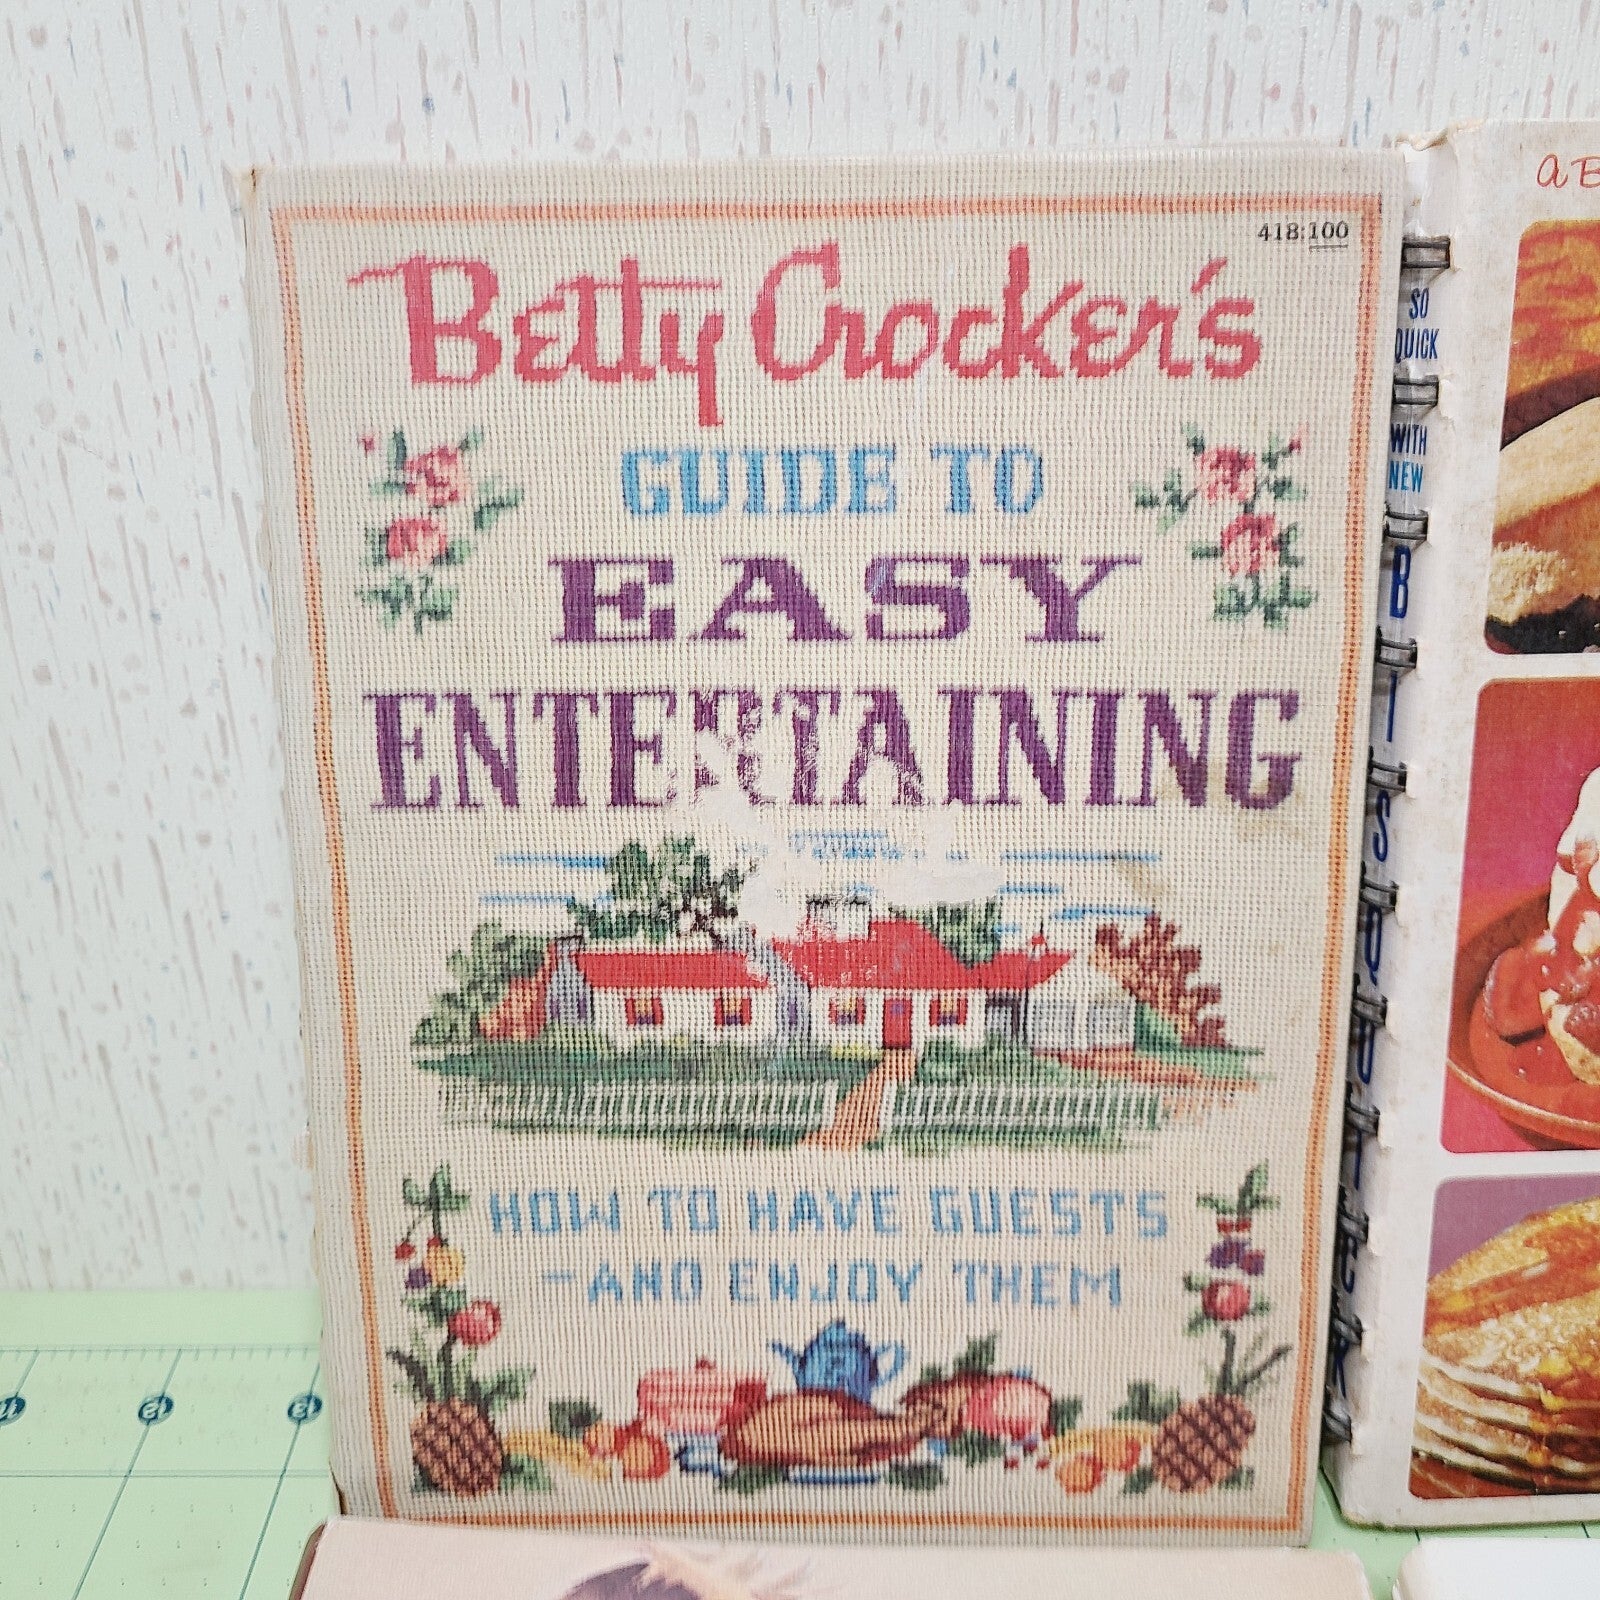 418:100
Betty Crocker's
GUIDE TO
EASY
ENTERTAINING
HOW TO HAVE GUESTS
—AND ENJOY THEM
SO
QUICK
WITH
NEW
BISQUICK
a B